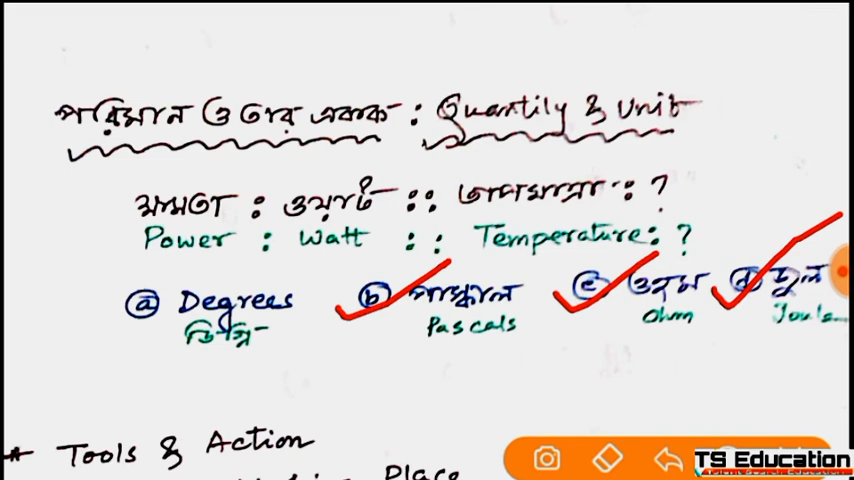 পরিমান ও তার একক : Quantity & Unit
ক্ষমতা : ওয়াট :: তাপমাত্রা : ?
Power : Watt :: Temperature : ?
ⓐ Degrees ⓑ পাস্কাল ⓒ ওহম ⓓ জুল
ডিগ্রি Pascals Ohm Joule
* Tools & Action
Place
TS Education